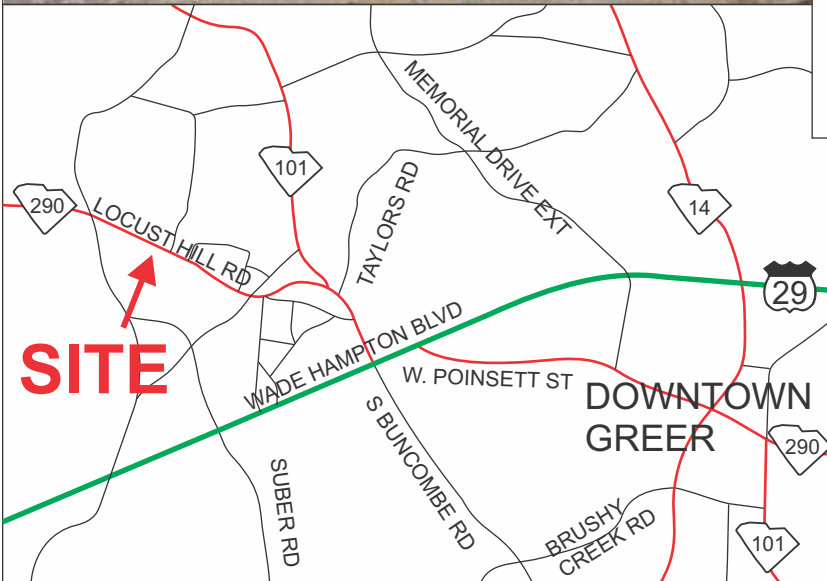 MEMORIAL DRIVE EXT
101
TAYLORS RD
290
LOCUST HILL RD
14
29
SITE
WADE HAMPTON BLVD
W. POINSETT ST
DOWNTOWN
GREER
290
S BUNCOMBE RD
SUBER RD
BRUSHY
CREEK RD
101